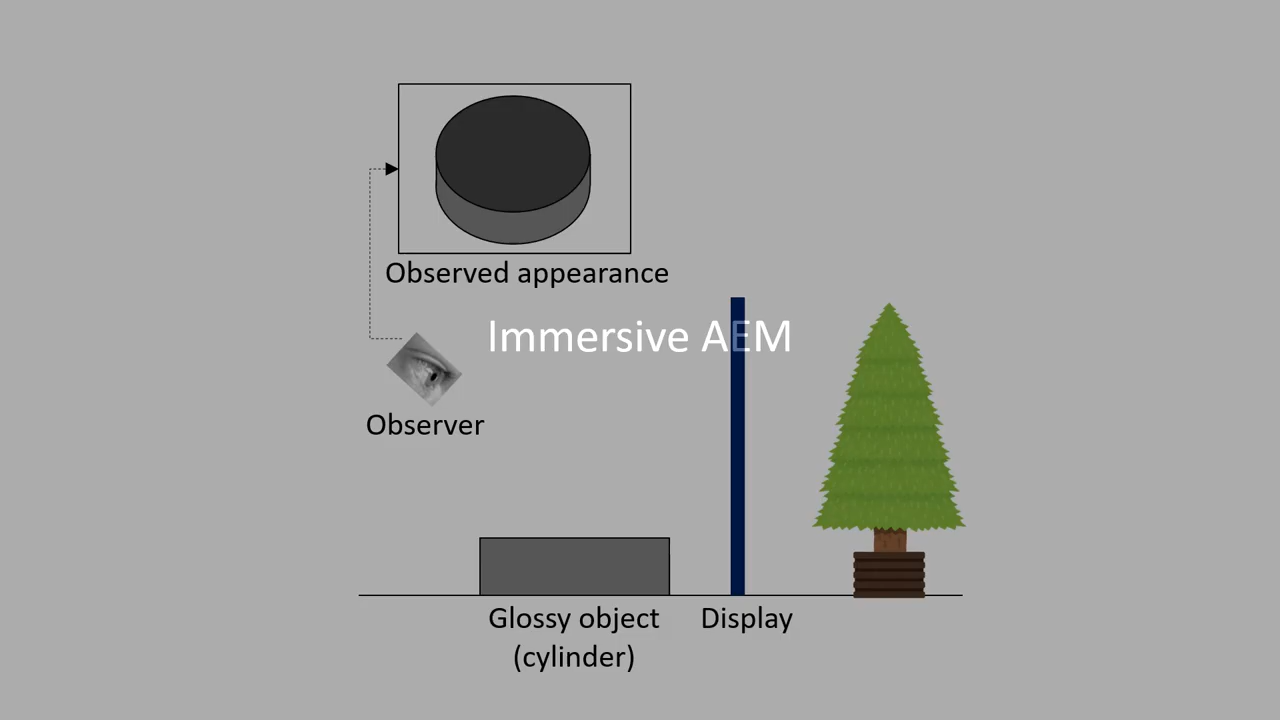 Observed appearance
Immersive AEM
Observer
Glossy object
(cylinder)
Display